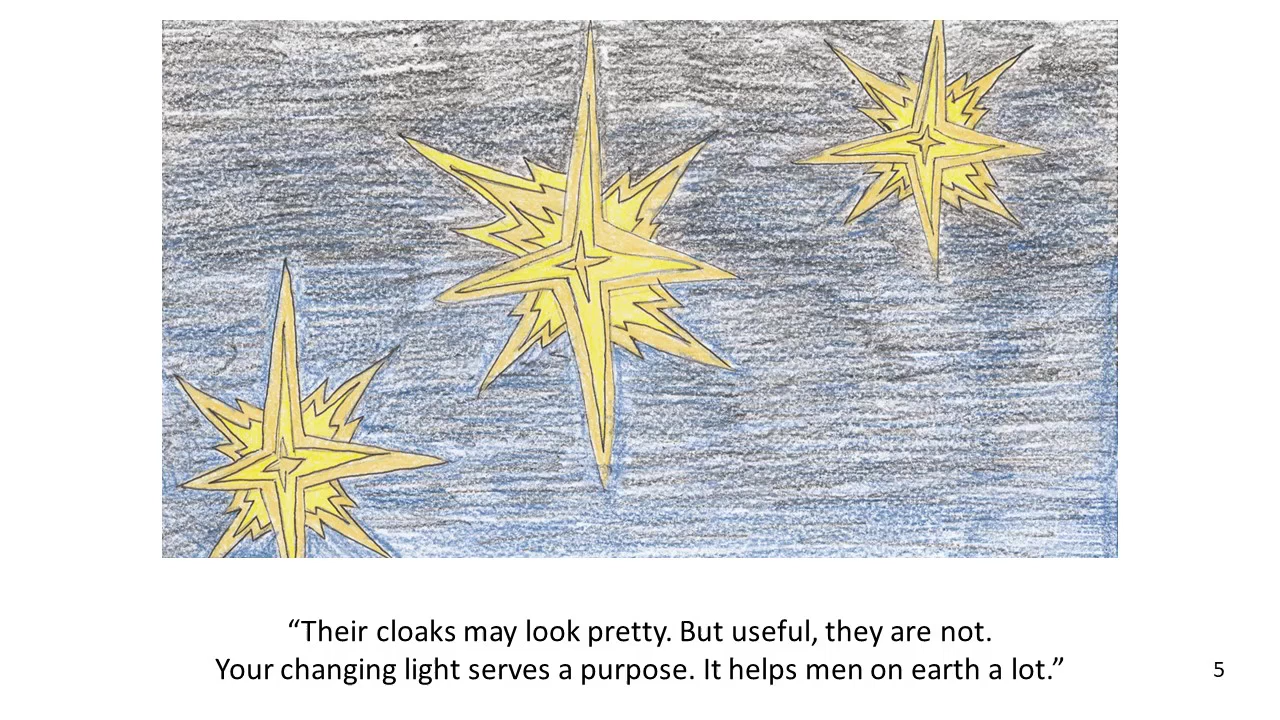 “Their cloaks may look pretty. But useful, they are not.
Your changing light serves a purpose. It helps men on earth a lot.”
5